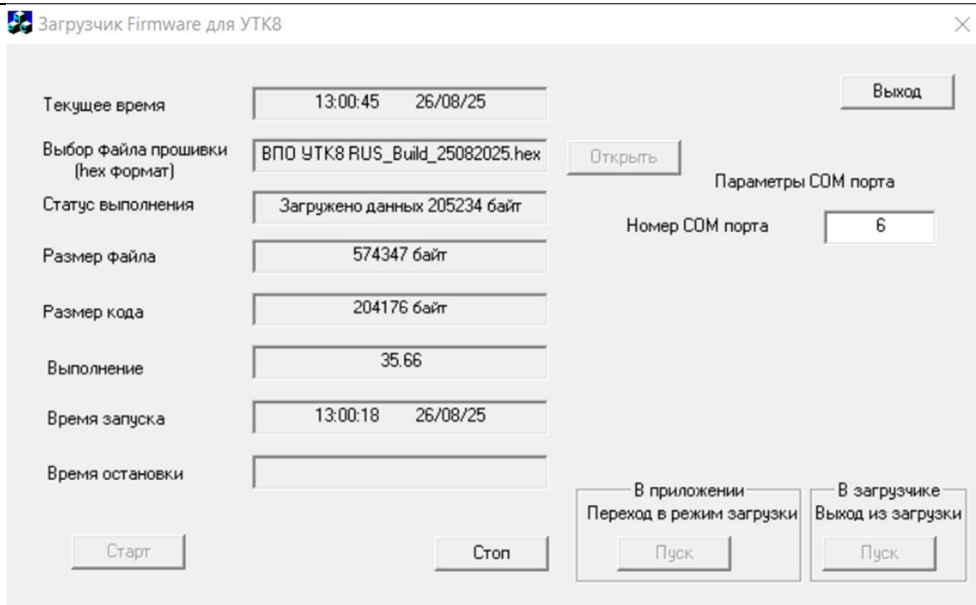 Загрузчик Firmware для УТК8
Выход
Текущее время
13:00:45 26/08/25
Выбор файла прошивки
(hex формат)
ВПО УТК8 RUS_Build_25082025.hex
Открыть
Параметры COM порта
Статус выполнения
Загружено данных 205234 байт
Номер COM порта
6
Размер файла
574347 байт
Размер кода
204176 байт
Выполнение
35.66
Время запуска
13:00:18 26/08/25
Время остановки
В приложении
Переход в режим загрузки
Пуск
В загрузчике
Выход из загрузки
Пуск
Старт
Стоп